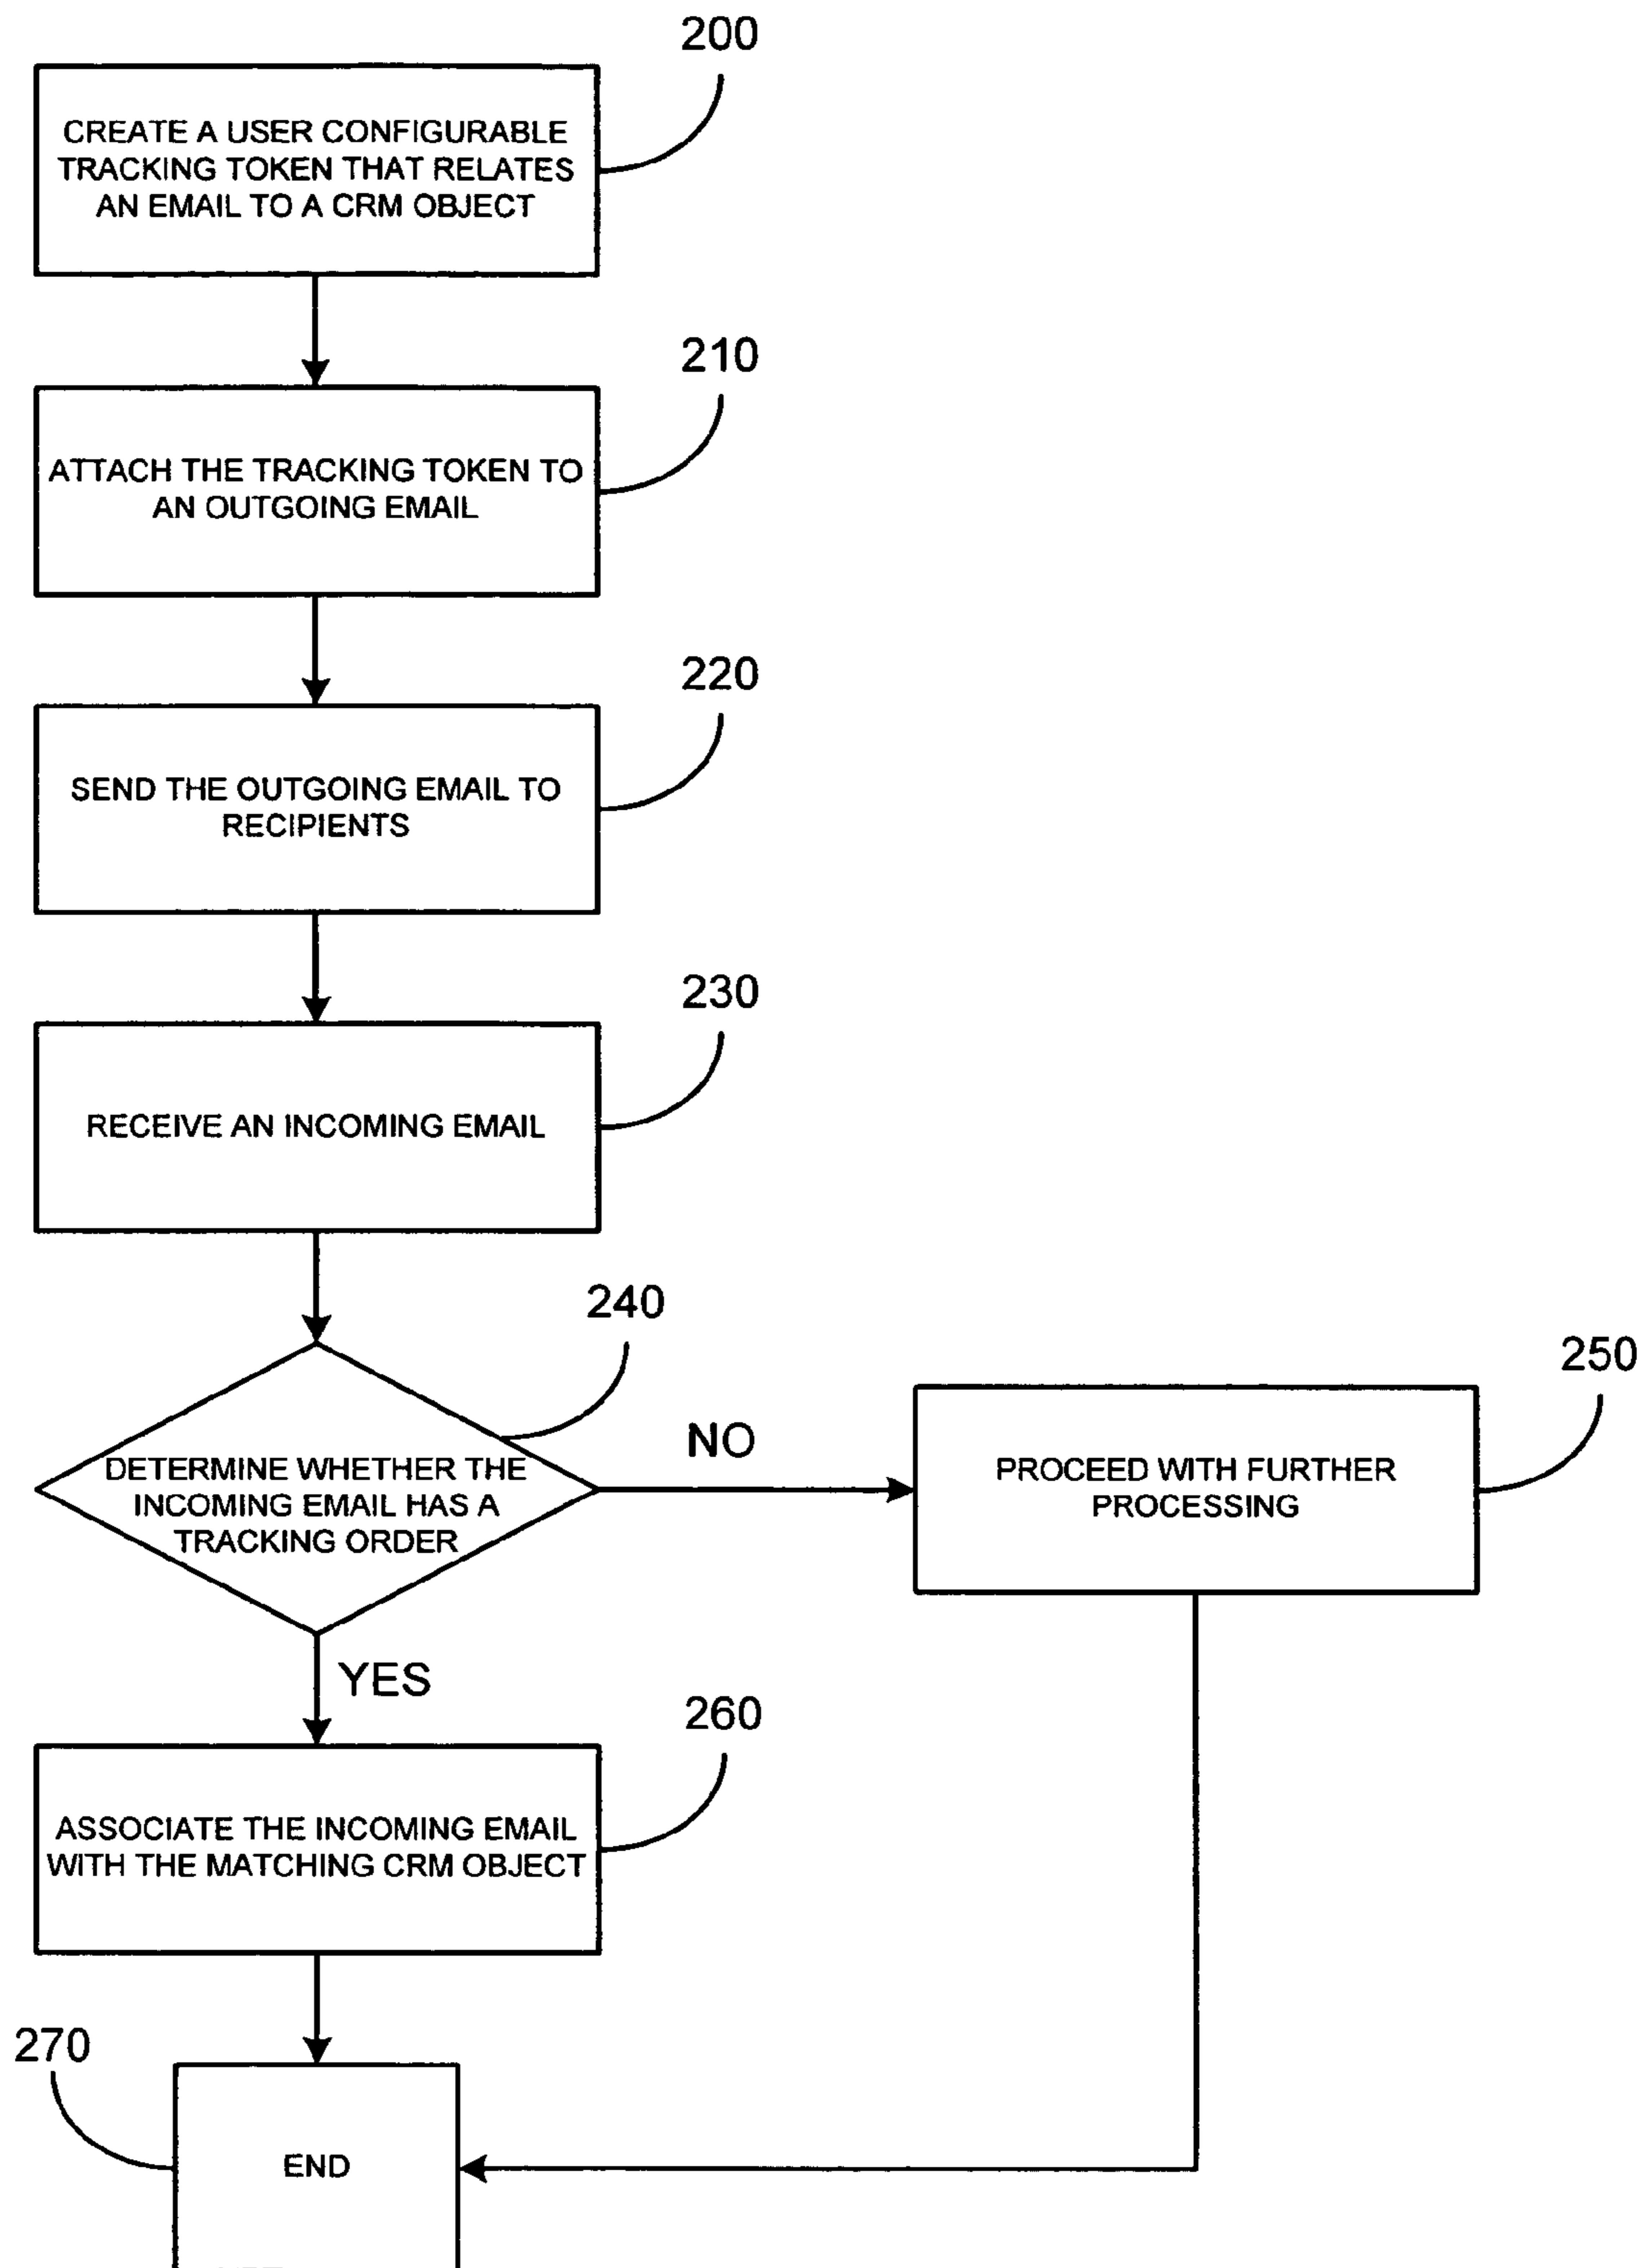 200
CREATE A USER CONFIGURABLE
TRACKING TOKEN THAT RELATES
AN EMAIL TO A CRM OBJECT
210
ATTACH THE TRACKING TOKEN TO
AN OUTGOING EMAIL
220
SEND THE OUTGOING EMAIL TO
RECIPIENTS
230
RECEIVE AN INCOMING EMAIL
240
DETERMINE WHETHER THE
INCOMING EMAIL HAS A
TRACKING ORDER
NO
250
PROCEED WITH FURTHER
PROCESSING
YES
260
ASSOCIATE THE INCOMING EMAIL
WITH THE MATCHING CRM OBJECT
270
END